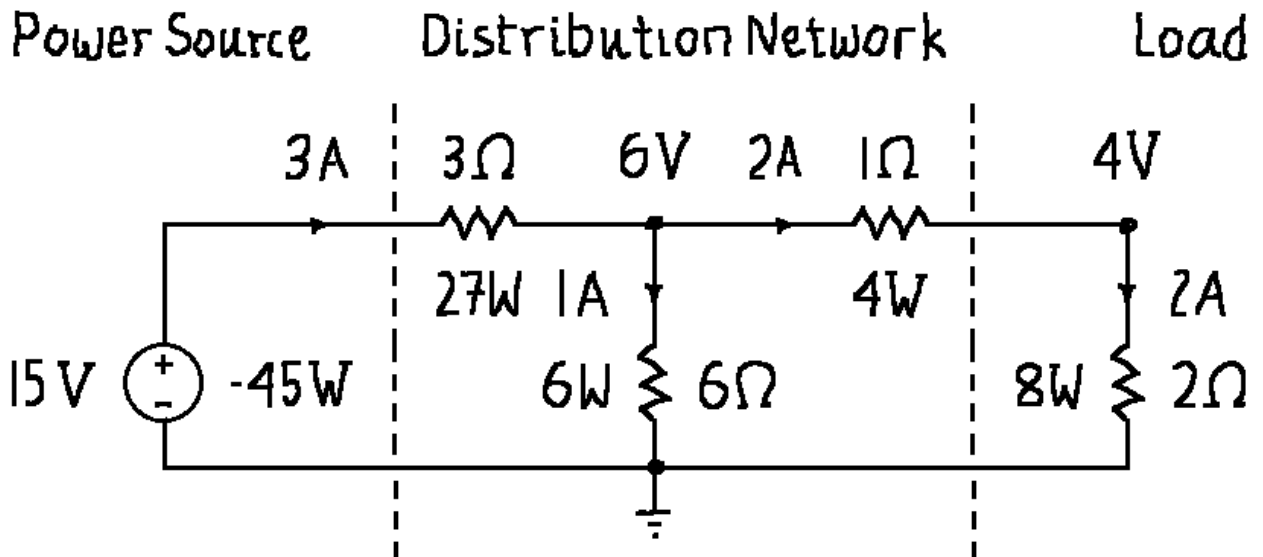 Power Source Distribution Network Load
3A 3Ω 6V 2A 1Ω 4V
27W 1A 4W 2A
15V + - -45W 6W 6Ω 8W 2Ω